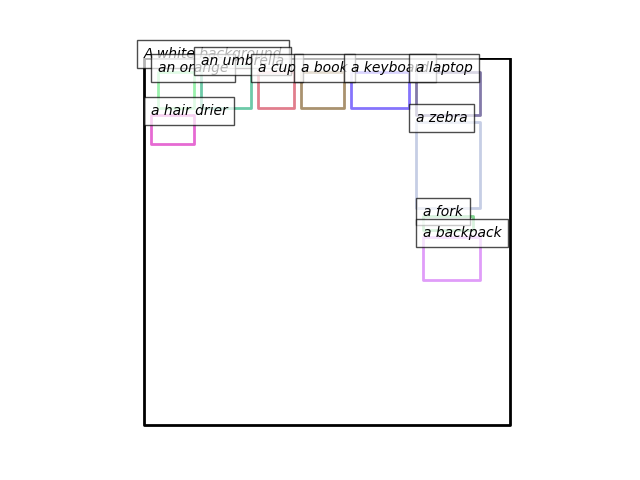 A white background
an orange
an umbrella
a cup
a book
a keyboard
a laptop
a hair drier
a zebra
a fork
a backpack